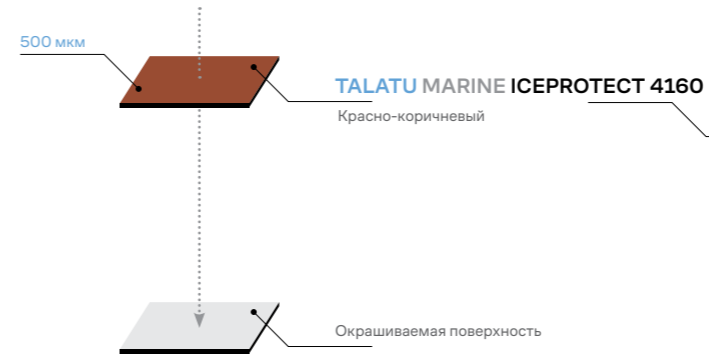 500 мкм
TALATU MARINE ICEPROTECT 4160
Красно-коричневый
Окрашиваемая поверхность